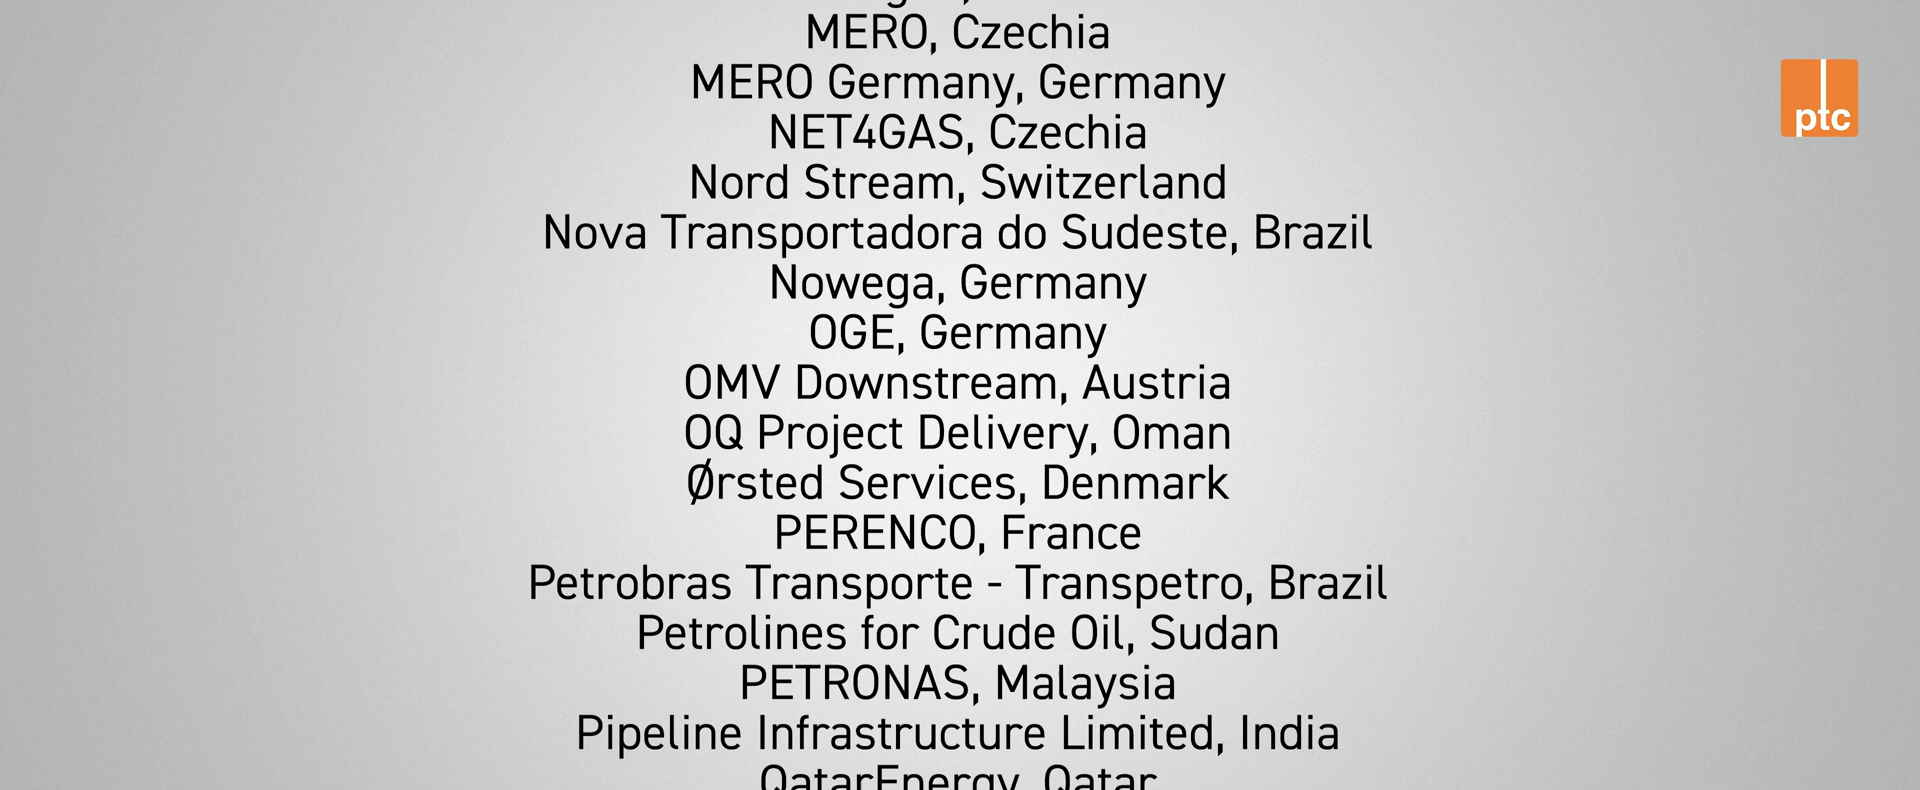 MERO, Czechia
MERO Germany, Germany
NET4GAS, Czechia
Nord Stream, Switzerland
Nova Transportadora do Sudeste, Brazil
Nowega, Germany
OGE, Germany
OMV Downstream, Austria
OQ Project Delivery, Oman
Ørsted Services, Denmark
PERENCO, France
Petrobras Transporte - Transpetro, Brazil
Petrolines for Crude Oil, Sudan
PETRONAS, Malaysia
Pipeline Infrastructure Limited, India
QatarEnergy, Qatar
ptc